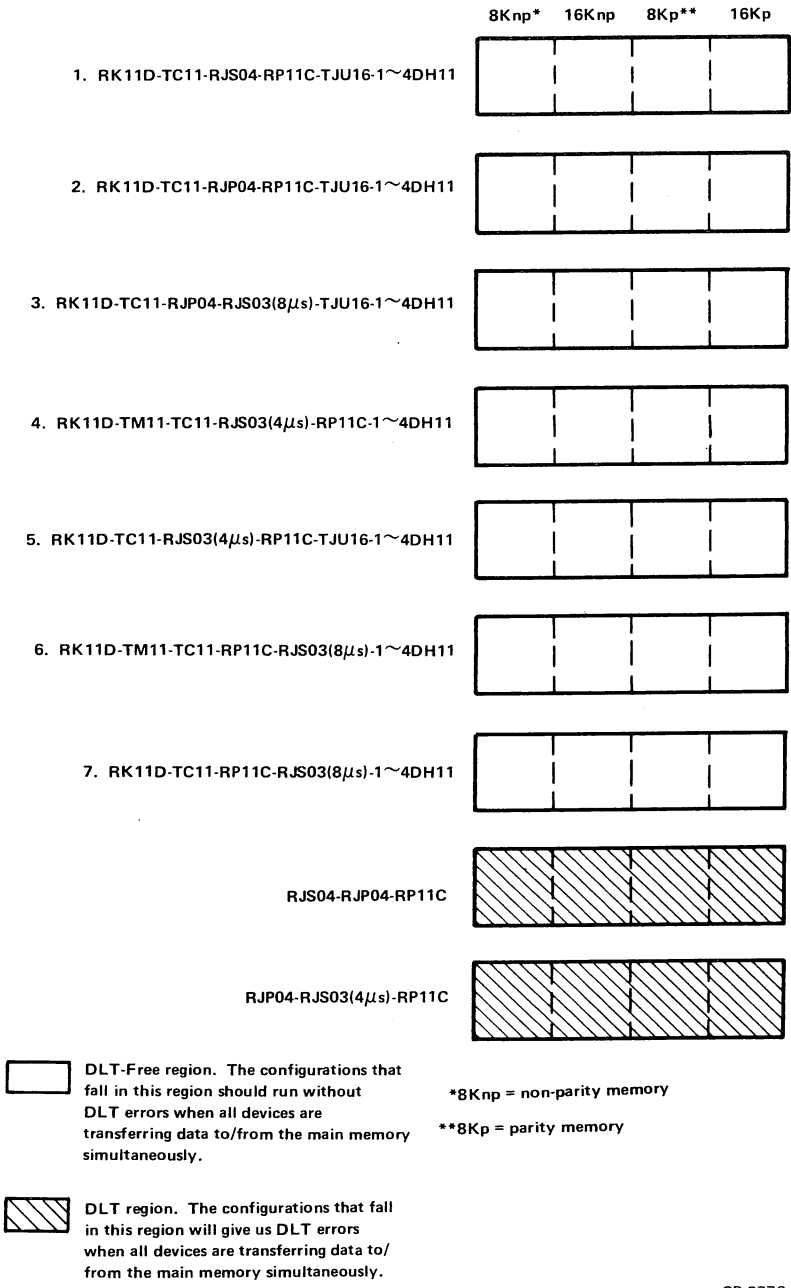 8Knp* 16Knp 8Kp** 16Kp
1. RK11D-TC11-RJS04-RP11C-TJU16-1~4DH11
2. RK11D-TC11-RJP04-RP11C-TJU16-1~4DH11
3. RK11D-TC11-RJP04-RJS03(8μs)-TJU16-1~4DH11
4. RK11D-TM11-TC11-RJS03(4μs)-RP11C-1~4DH11
5. RK11D-TC11-RJS03(4μs)-RP11C-TJU16-1~4DH11
6. RK11D-TM11-TC11-RP11C-RJS03(8μs)-1~4DH11
7. RK11D-TC11-RP11C-RJS03(8μs)-1~4DH11
RJS04-RJP04-RP11C
RJP04-RJS03(4μs)-RP11C
DLT-Free region. The configurations that
fall in this region should run without
DLT errors when all devices are
transferring data to/from the main memory
simultaneously.
*8Knp = non-parity memory
**8Kp = parity memory
DLT region. The configurations that fall
in this region will give us DLT errors
when all devices are transferring data to/
from the main memory simultaneously.